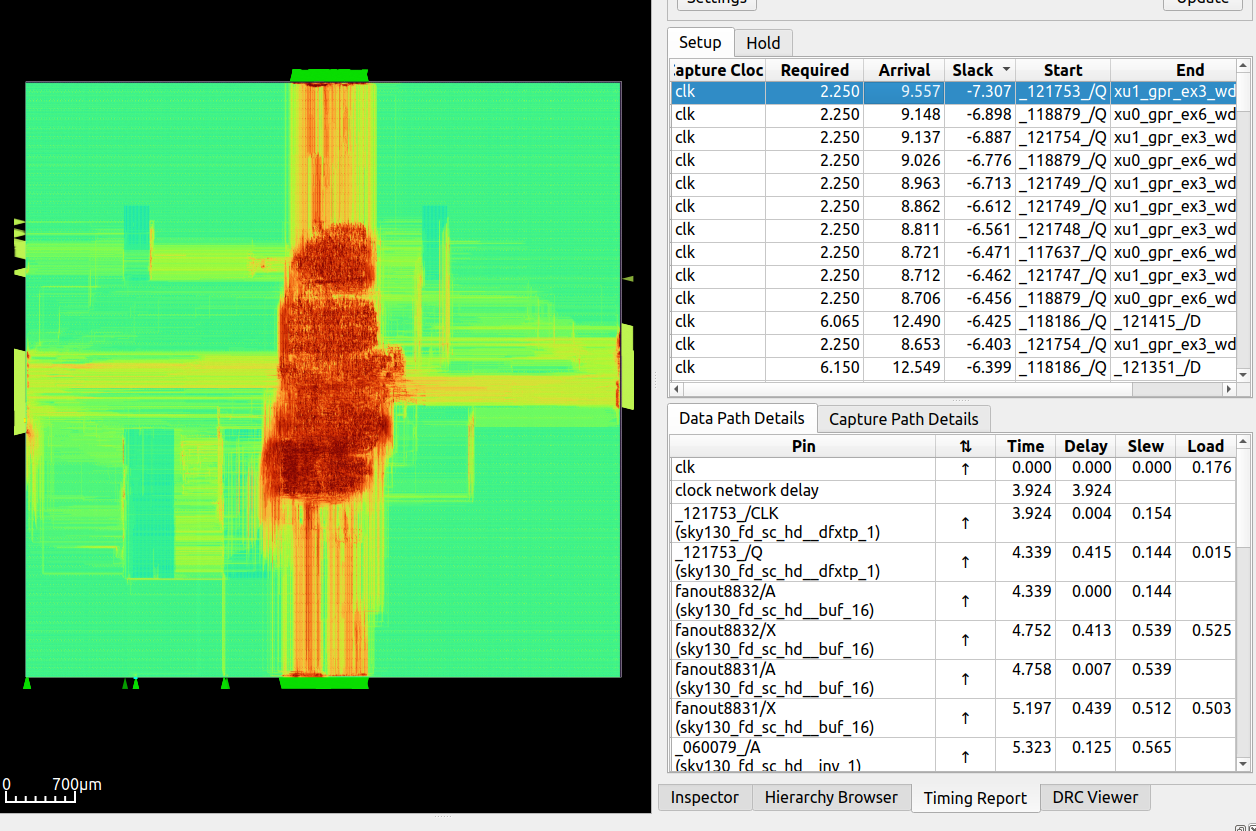 Settings
Update
Setup Hold
apture Cloc Required Arrival Slack Start End
clk 2.250 9.557 -7.307 _121753_/Q xu1_gpr_ex3_wd
clk 2.250 9.148 -6.898 _118879_/Q xu0_gpr_ex6_wd
clk 2.250 9.137 -6.887 _121754_/Q xu1_gpr_ex3_wd
clk 2.250 9.026 -6.776 _118879_/Q xu0_gpr_ex6_wd
clk 2.250 8.963 -6.713 _121749_/Q xu1_gpr_ex3_wd
clk 2.250 8.862 -6.612 _121749_/Q xu1_gpr_ex3_wd
clk 2.250 8.811 -6.561 _121748_/Q xu1_gpr_ex3_wd
clk 2.250 8.721 -6.471 _117637_/Q xu0_gpr_ex6_wd
clk 2.250 8.712 -6.462 _121747_/Q xu1_gpr_ex3_wd
clk 2.250 8.706 -6.456 _118879_/Q xu0_gpr_ex6_wd
clk 6.065 12.490 -6.425 _118186_/Q _121415_/D
clk 2.250 8.653 -6.403 _121754_/Q xu1_gpr_ex3_wd
clk 6.150 12.549 -6.399 _118186_/Q _121351_/D
Data Path Details Capture Path Details
Pin ⇅ Time Delay Slew Load
clk ↑ 0.000 0.000 0.000 0.176
clock network delay 3.924 3.924
_121753_/CLK ↑ 3.924 0.004 0.154
(sky130_fd_sc_hd__dfxtp_1)
_121753_/Q ↑ 4.339 0.415 0.144 0.015
(sky130_fd_sc_hd__dfxtp_1)
fanout8832/A ↑ 4.339 0.000 0.144
(sky130_fd_sc_hd__buf_16)
fanout8832/X ↑ 4.752 0.413 0.539 0.525
(sky130_fd_sc_hd__buf_16)
fanout8831/A ↑ 4.758 0.007 0.539
(sky130_fd_sc_hd__buf_16)
fanout8831/X ↑ 5.197 0.439 0.512 0.503
(sky130_fd_sc_hd__buf_16)
_060079_/A ↑ 5.323 0.125 0.565
(sky130_fd_sc_hd__inv_1)
Inspector Hierarchy Browser Timing Report DRC Viewer
0 700μm